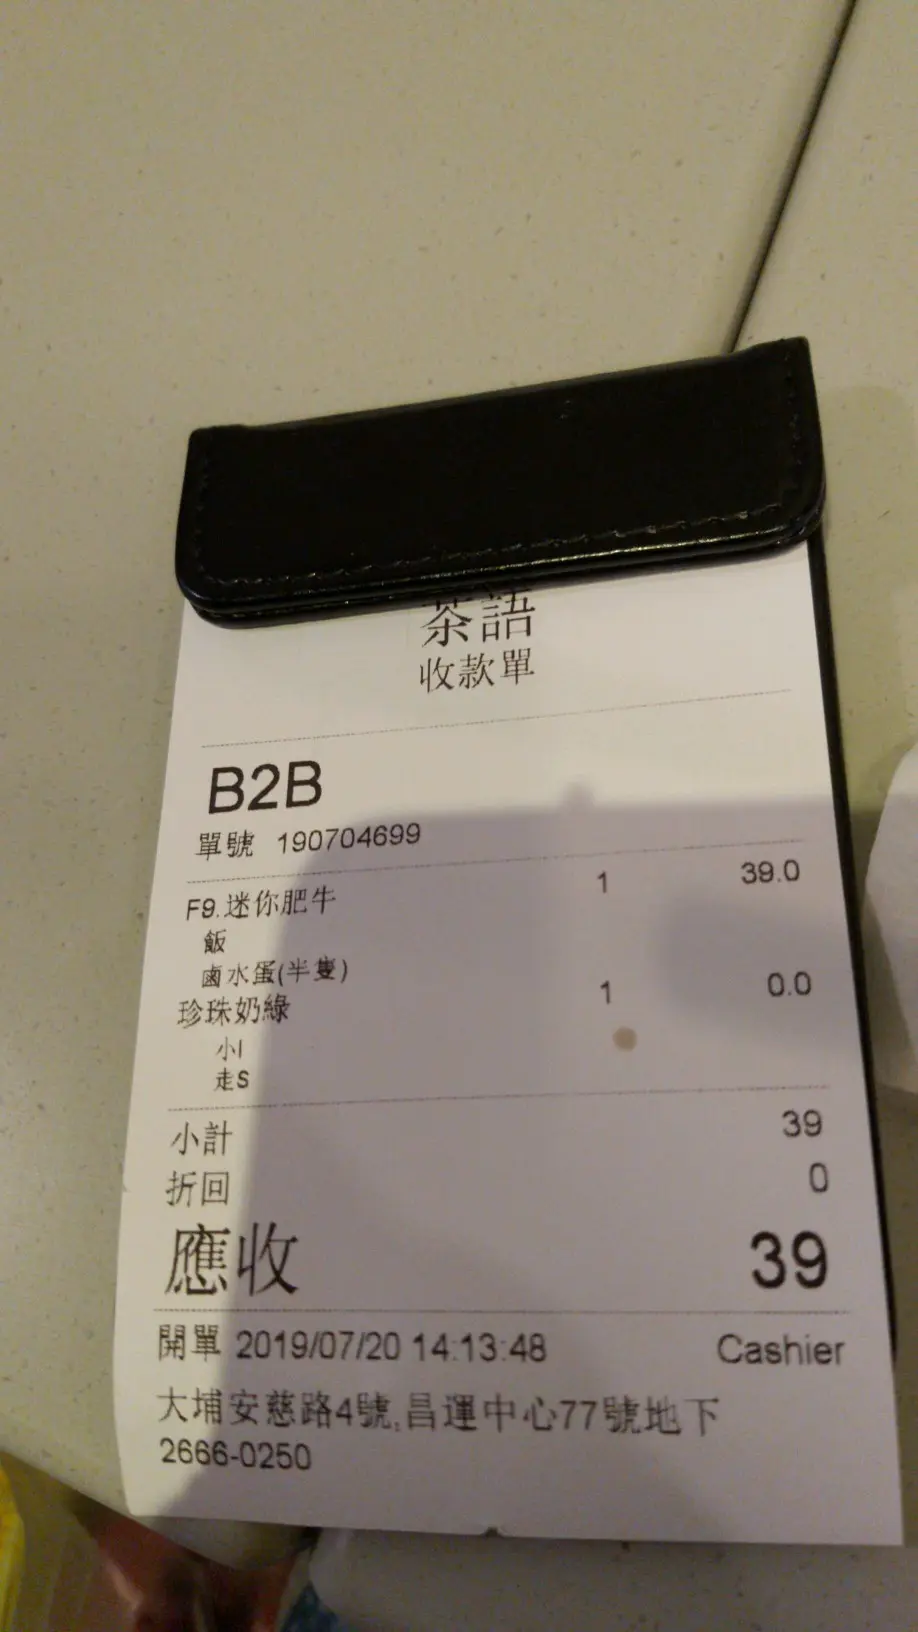 茶語
收款單
B2B
單號 190704699
F9.迷你肥牛 1 39.0
飯
鹵水蛋(半隻)
珍珠奶綠 1 0.0
小I
走S
小計 39
折回 0
應收 39
開單 2019/07/20 14:13:48 Cashier
大埔安慈路4號,昌運中心77號地下
2666-0250